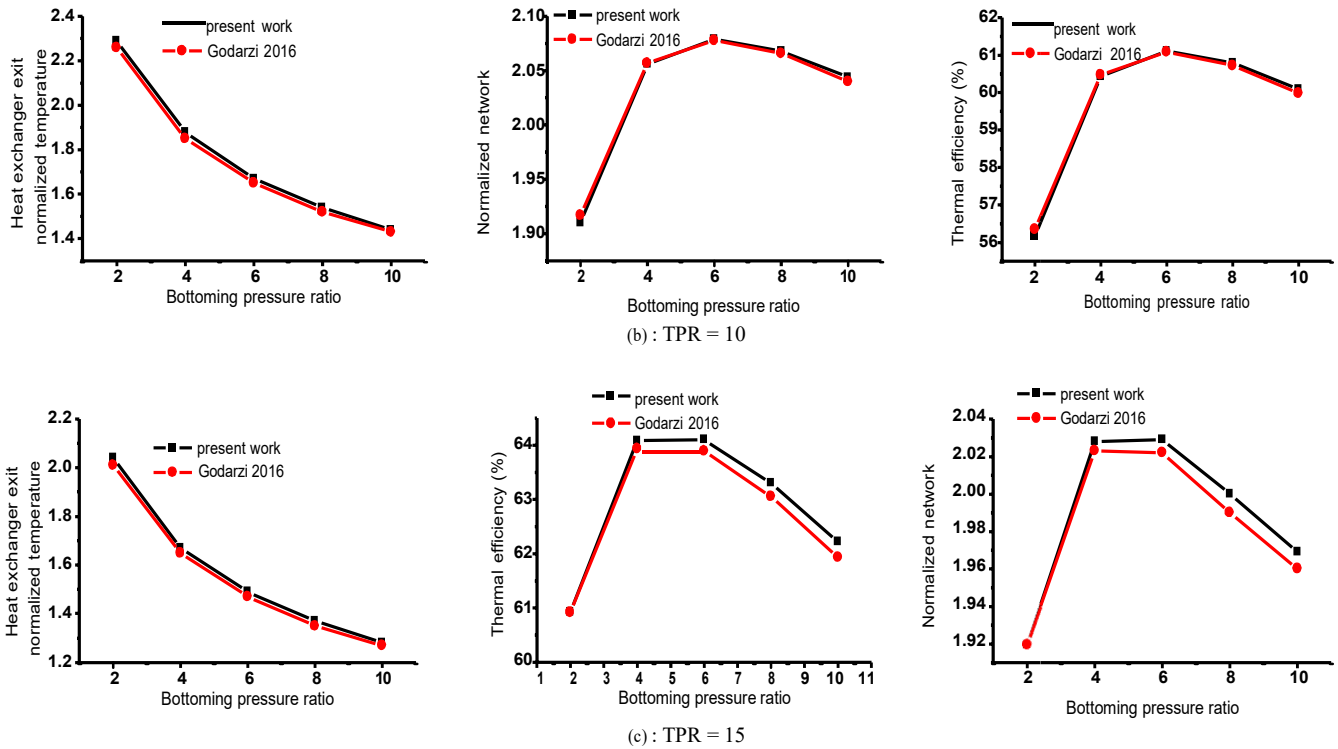 Heat exchanger exit
normalized temperature
2.4
2.2
2.0
1.8
1.6
1.4
present work
Godarzi 2016
2 4 6 8 10
Bottoming pressure ratio
Normalized network
2.10
2.05
2.00
1.95
1.90
present work
Godarzi 2016
2 4 6 8 10
Bottoming pressure ratio
Thermal efficiency (%)
62
61
60
59
58
57
56
present work
Godarzi 2016
2 4 6 8 10
Bottoming pressure ratio
(b) : TPR = 10
Heat exchanger exit
normalized temperature
2.2
2.0
1.8
1.6
1.4
1.2
present work
Godarzi 2016
2 4 6 8 10
Bottoming pressure ratio
Thermal efficiency (%)
64
63
62
61
60
present work
Godarzi 2016
1 2 3 4 5 6 7 8 9 10 11
Bottoming pressure ratio
Normalized network
2.04
2.02
2.00
1.98
1.96
1.94
1.92
present work
Godarzi 2016
2 4 6 8 10
Bottoming pressure ratio
(c) : TPR = 15